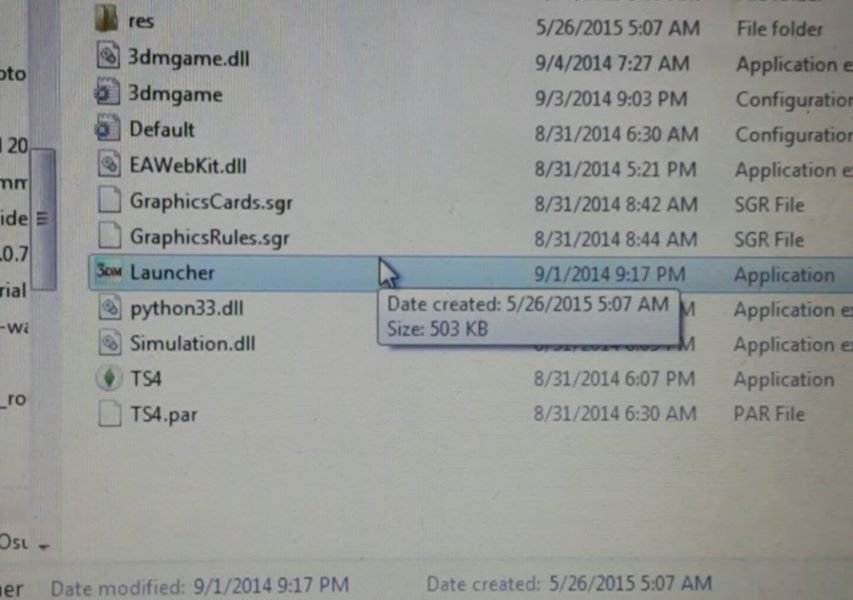 res 5/26/2015 5:07 AM File folder
3dmgame.dll 9/4/2014 7:27 AM Application e
3dmgame 9/3/2014 9:03 PM Configuration
Default 8/31/2014 6:30 AM Configuration
EAWebKit.dll 8/31/2014 5:21 PM Application e
GraphicsCards.sgr 8/31/2014 8:42 AM SGR File
GraphicsRules.sgr 8/31/2014 8:44 AM SGR File
3DM Launcher 9/1/2014 9:17 PM Application
Date created: 5/26/2015 5:07 AM
Size: 503 KB
python33.dll M Application e
Simulation.dll M Application e
TS4 8/31/2014 6:07 PM Application
TS4.par 8/31/2014 6:30 AM PAR File
oto
l 20
mm
ide
.0.7
rial
-wa
_ro
Osu
er Date modified: 9/1/2014 9:17 PM Date created: 5/26/2015 5:07 AM